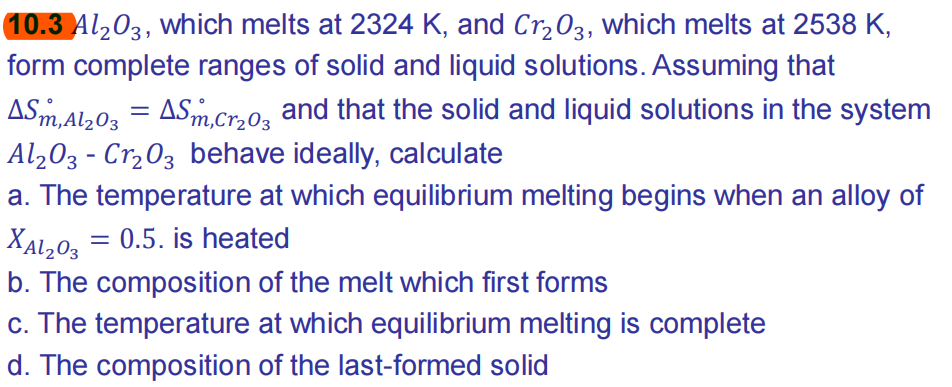 10.3 Al₂O₃, which melts at 2324 K, and Cr₂O₃, which melts at 2538 K,
form complete ranges of solid and liquid solutions. Assuming that
ΔS°m,Al₂O₃ = ΔS°m,Cr₂O₃ and that the solid and liquid solutions in the system
Al₂O₃ - Cr₂O₃ behave ideally, calculate
a. The temperature at which equilibrium melting begins when an alloy of
X_Al₂O₃ = 0.5. is heated
b. The composition of the melt which first forms
c. The temperature at which equilibrium melting is complete
d. The composition of the last-formed solid